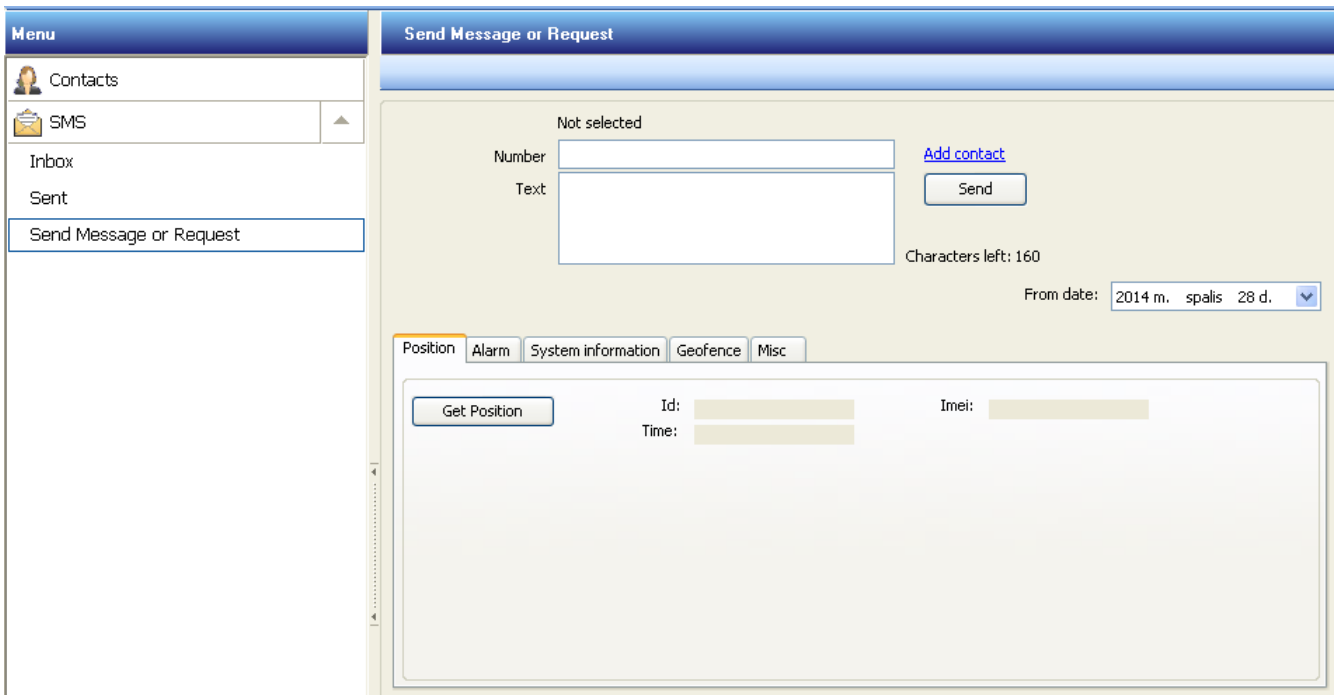 Menu
Contacts
SMS
Inbox
Sent
Send Message or Request
Send Message or Request
Not selected
Number
Add contact
Text
Send
Characters left: 160
From date: 2014 m. spalis 28 d.
Position Alarm System information Geofence Misc
Get Position Id: Imei:
Time: